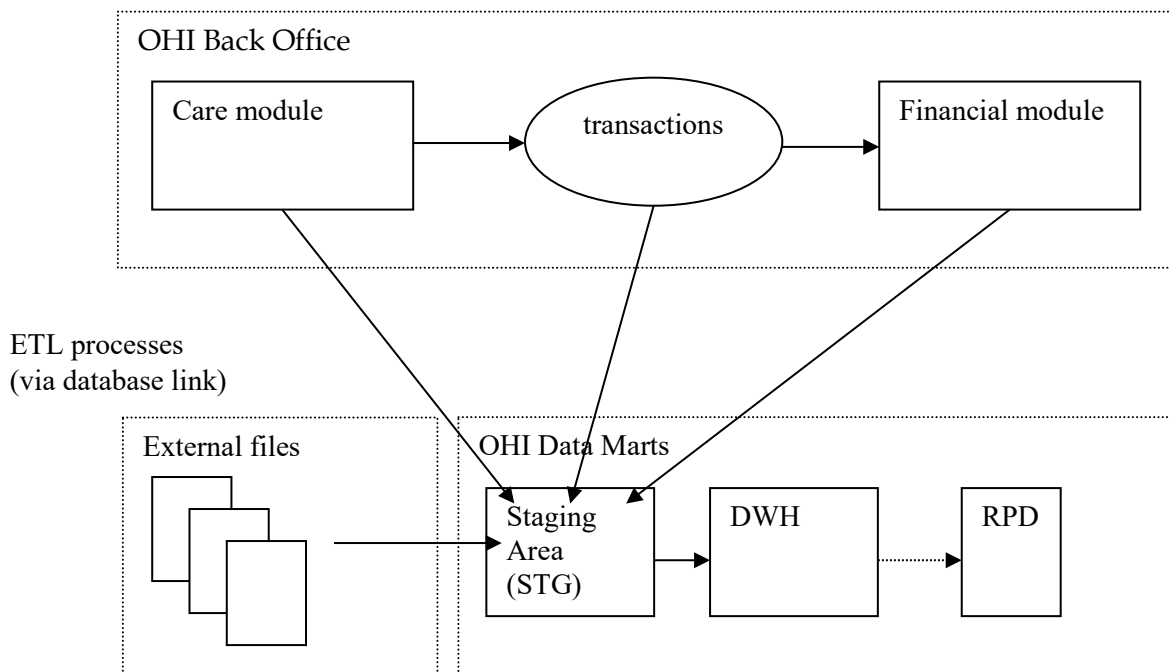 OHI Back Office
Care module
transactions
Financial module
ETL processes
(via database link)
External files
OHI Data Marts
Staging
Area
(STG)
DWH
RPD